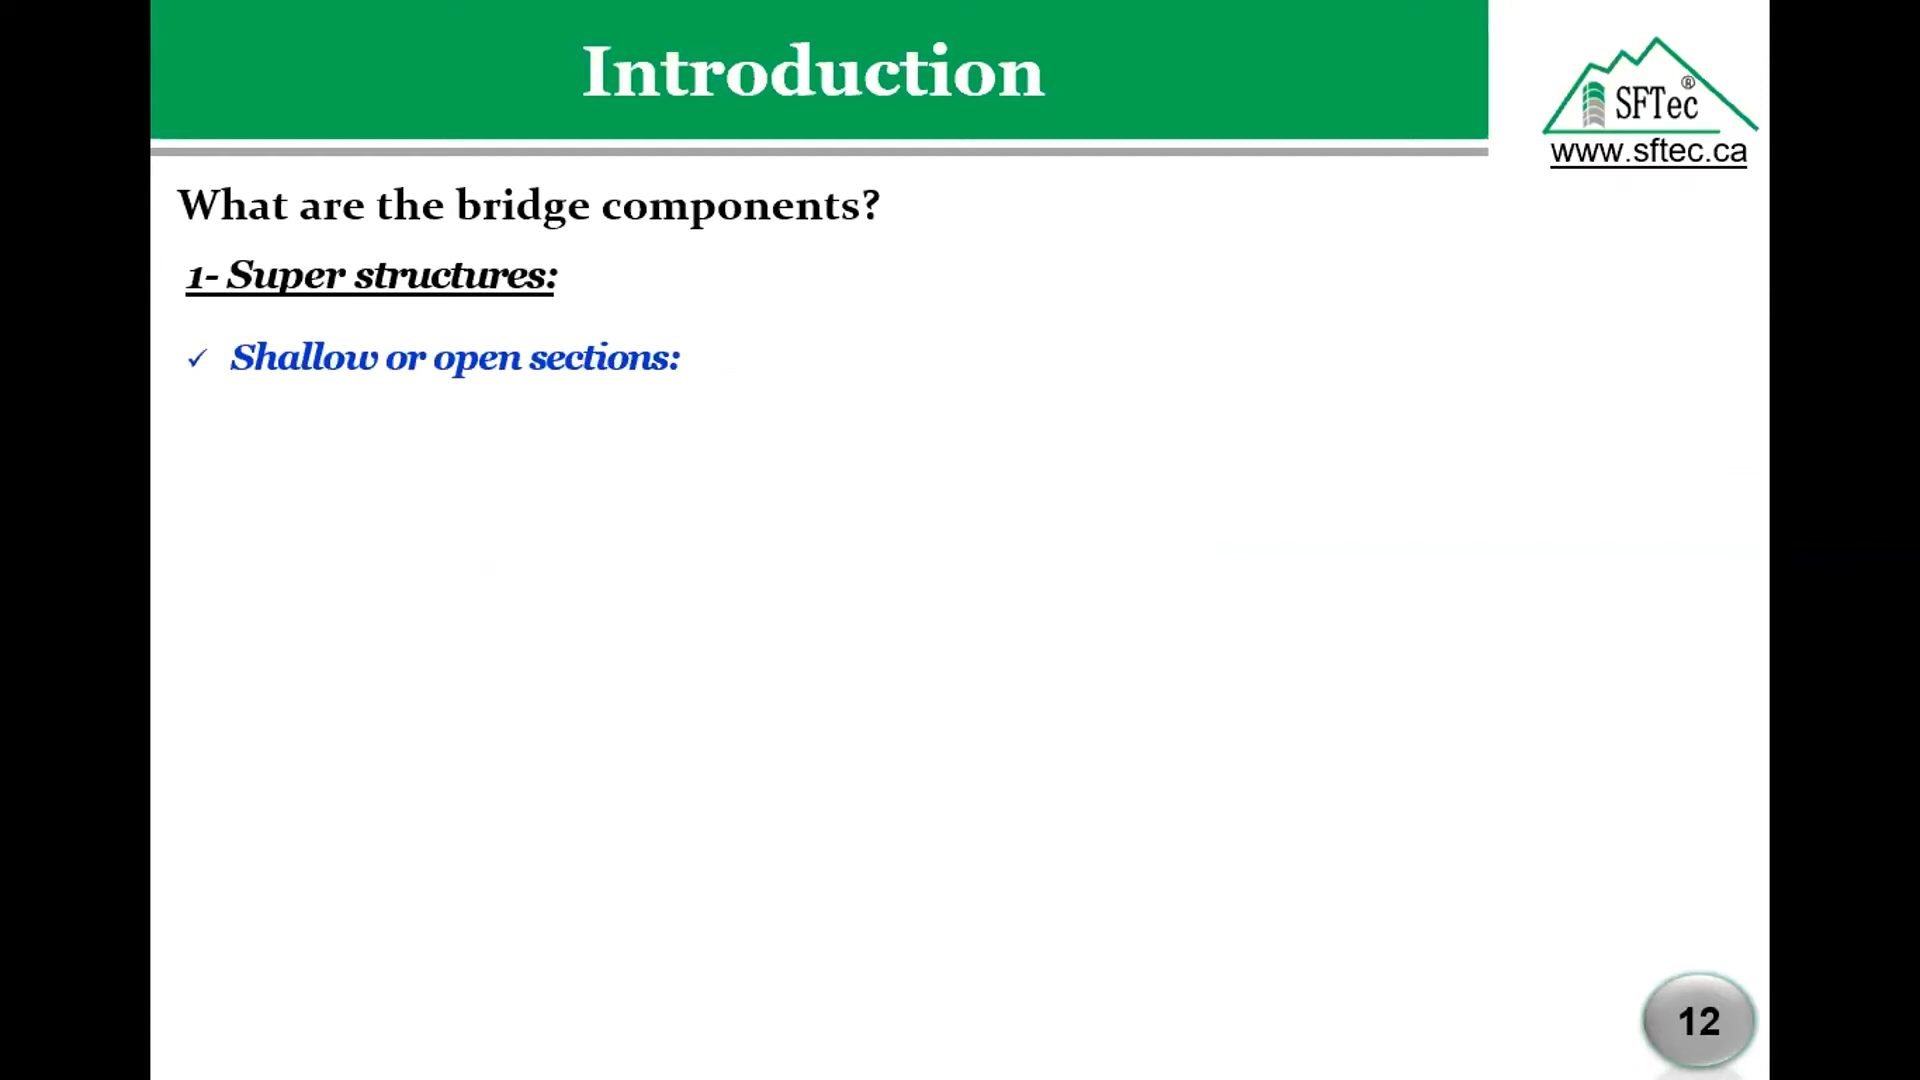 Introduction
SFTec®
www.sftec.ca
What are the bridge components?
1- Super structures:
✓ Shallow or open sections:
12